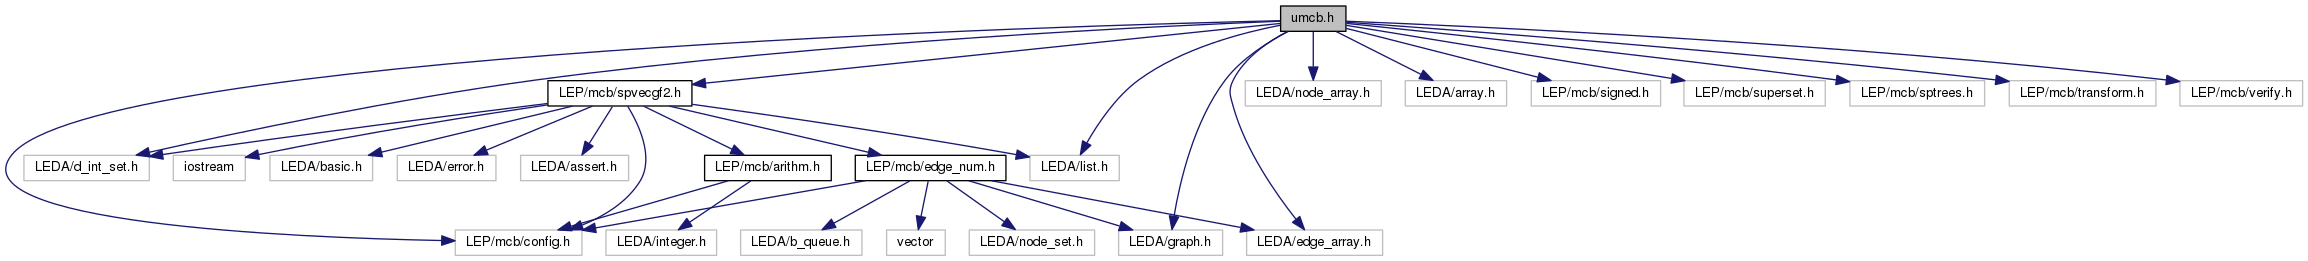 umcb.h
LEP/mcb/spvecgf2.h
LEDA/node_array.h
LEDA/array.h
LEP/mcb/signed.h
LEP/mcb/superset.h
LEP/mcb/sptrees.h
LEP/mcb/transform.h
LEP/mcb/verify.h
LEDA/d_int_set.h
iostream
LEDA/basic.h
LEDA/error.h
LEDA/assert.h
LEP/mcb/arithm.h
LEP/mcb/edge_num.h
LEDA/list.h
LEP/mcb/config.h
LEDA/integer.h
LEDA/b_queue.h
vector
LEDA/node_set.h
LEDA/graph.h
LEDA/edge_array.h